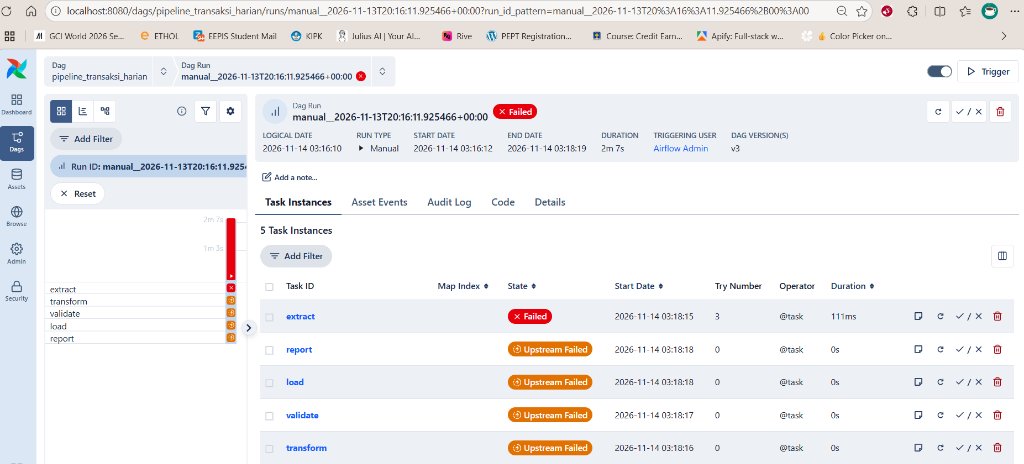 localhost:8080/dags/pipeline_transaksi_harian/runs/manual__2026-11-13T20:16:11.925466+00:00?run_id_pattern=manual__2026-11-13T20%3A16%3A11.925466%2B00%3A00
GCI World 2026 Se... ETHOL EEPIS Student Mail KIPK Julius AI | Your AI... Rive PEPT Registration... Course: Credit Earn... Apify: Full-stack w... Color Picker on...
Dag
pipeline_transaksi_harian
Dag Run
manual__2026-11-13T20:16:11.925466+00:00
Trigger
Dashboard
Dags
Assets
Browse
Admin
Security
Add Filter
Run ID: manual__2026-11-13T20:16:11.925
Reset
2m 7s
1m 3s
extract
transform
validate
load
report
Dag Run
manual__2026-11-13T20:16:11.925466+00:00 Failed
LOGICAL DATE RUN TYPE START DATE END DATE DURATION TRIGGERING USER DAG VERSION(S)
2026-11-14 03:16:10 Manual 2026-11-14 03:16:12 2026-11-14 03:18:19 2m 7s Airflow Admin v3
Add a note...
Task Instances Asset Events Audit Log Code Details
5 Task Instances
Add Filter
Task ID Map Index State Start Date Try Number Operator Duration
extract Failed 2026-11-14 03:18:15 3 @task 111ms
report Upstream Failed 2026-11-14 03:18:18 0 @task 0s
load Upstream Failed 2026-11-14 03:18:18 0 @task 0s
validate Upstream Failed 2026-11-14 03:18:17 0 @task 0s
transform Upstream Failed 2026-11-14 03:18:16 0 @task 0s